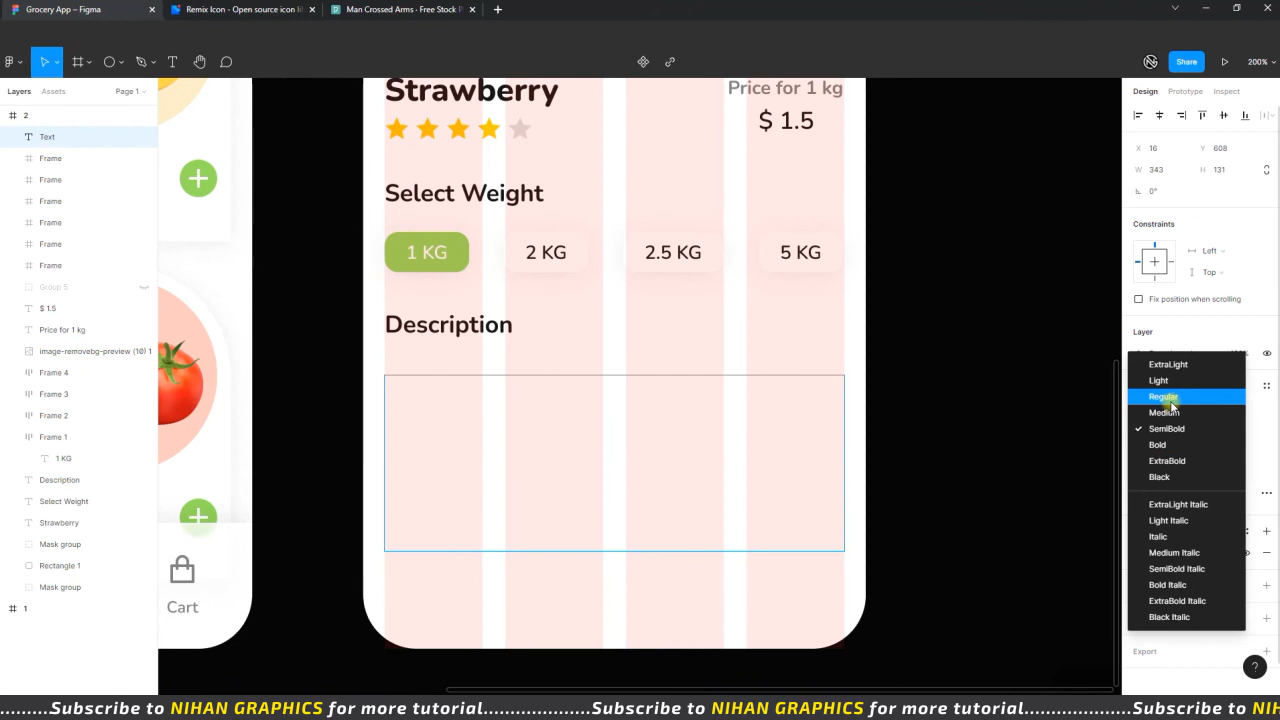 Grocery App – Figma
Remix Icon - Open source icon li
Man Crossed Arms · Free Stock P
Share
200%
Layers Assets Page 1
Design Prototype Inspect
2
Text
Frame
Frame
Frame
Frame
Frame
Frame
Group 5
$ 1.5
Price for 1 kg
image-removebg-preview (10) 1
Frame 4
Frame 3
Frame 2
Frame 1
1 KG
Description
Select Weight
Strawberry
Mask group
Rectangle 1
Mask group
1
Cart
Strawberry
Price for 1 kg
$ 1.5
Select Weight
1 KG 2 KG 2.5 KG 5 KG
Description
X 16 Y 608
W 343 H 131
0°
Constraints
Left
Top
Fix position when scrolling
Layer
ExtraLight
Light
Regular
Medium
SemiBold
Bold
ExtraBold
Black
ExtraLight Italic
Light Italic
Italic
Medium Italic
SemiBold Italic
Bold Italic
ExtraBold Italic
Black Italic
Export
?
.........Subscribe to NIHAN GRAPHICS for more tutorial..................Subscribe to NIHAN GRAPHICS for more tutorial..................Subscribe to NIH